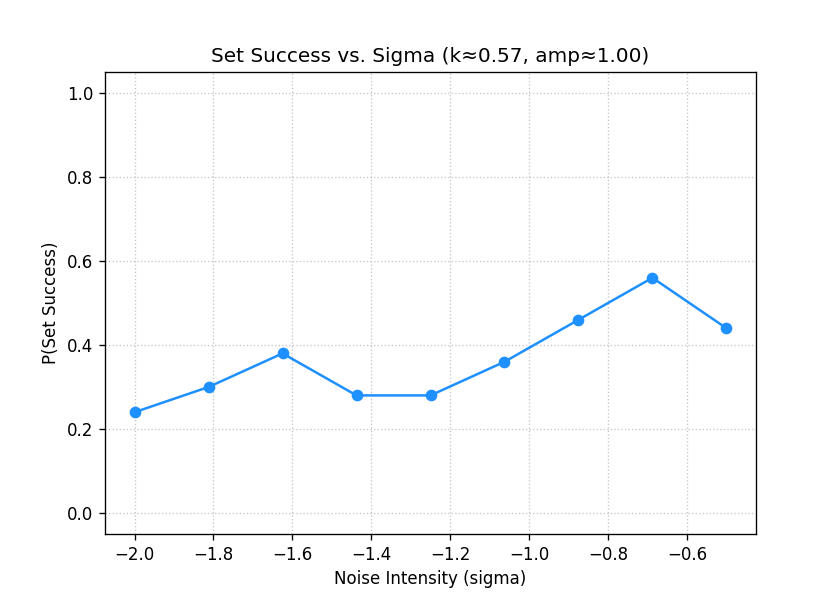 Set Success vs. Sigma (k≈0.57, amp≈1.00)
P(Set Success)
1.0
0.8
0.6
0.4
0.2
0.0
−2.0 −1.8 −1.6 −1.4 −1.2 −1.0 −0.8 −0.6
Noise Intensity (sigma)